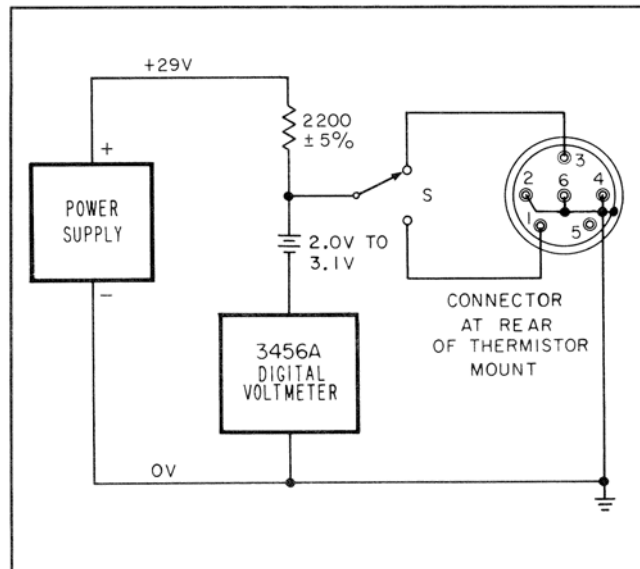 +29V
2200
±5%
+
POWER
SUPPLY
−
S
2.0V TO
3.1V
3456A
DIGITAL
VOLTMETER
0V
3
2
6
4
1
5
CONNECTOR
AT REAR
OF THERMISTOR
MOUNT